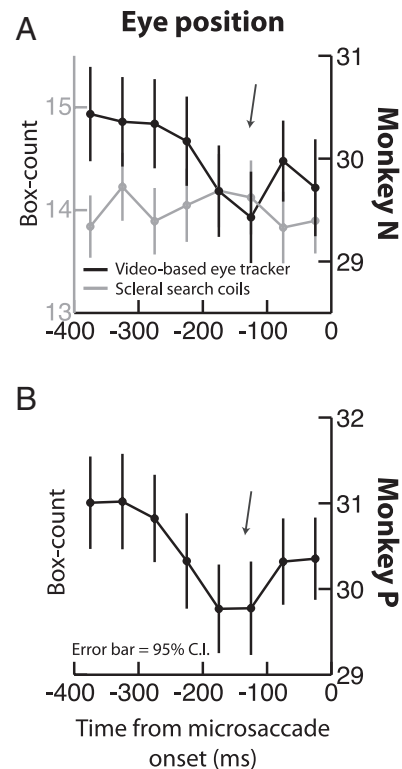 A
Eye position
Box-count
15
14
13
31
30
29
Monkey N
Video-based eye tracker
Scleral search coils
-400 -300 -200 -100 0
B
Box-count
32
31
30
29
Monkey P
Error bar = 95% C.I.
-400 -300 -200 -100 0
Time from microsaccade
onset (ms)